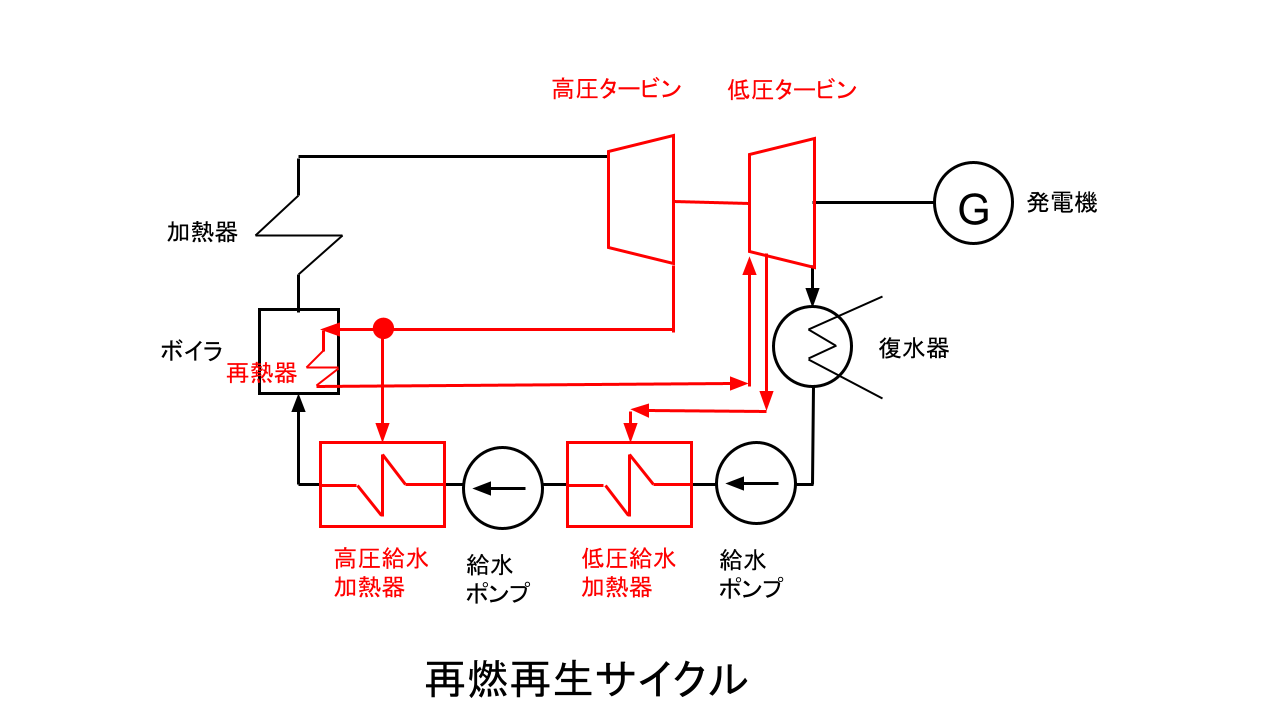 高圧タービン
低圧タービン
G
発電機
加熱器
ボイラ
再熱器
復水器
高圧給水
加熱器
給水
ポンプ
低圧給水
加熱器
給水
ポンプ
再燃再生サイクル